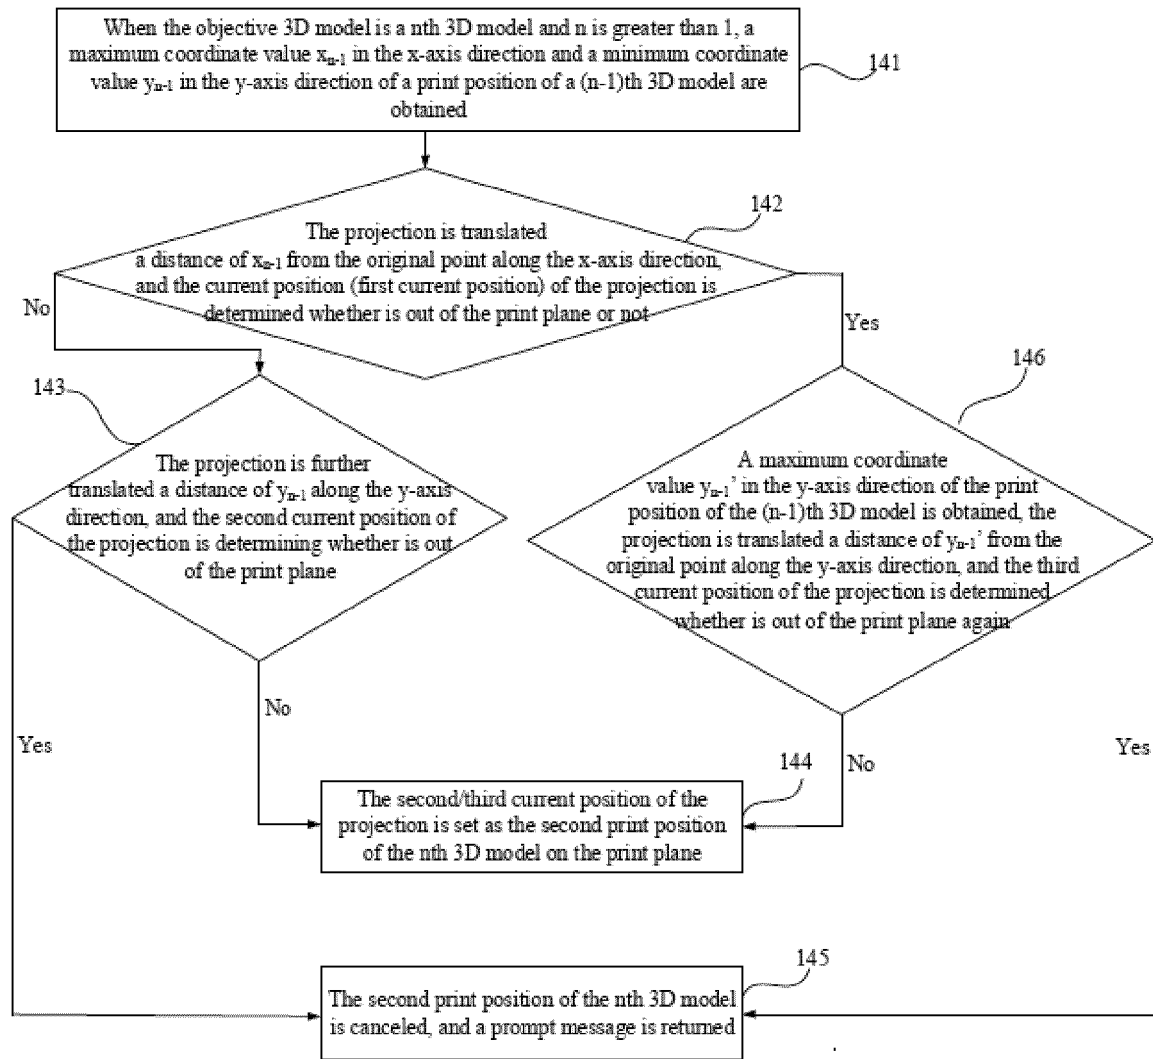 When the objective 3D model is a nth 3D model and n is greater than 1, a
maximum coordinate value xn-1 in the x-axis direction and a minimum coordinate
value yn-1 in the y-axis direction of a print position of a (n-1)th 3D model are
obtained
141
142
The projection is translated
a distance of xn-1 from the original point along the x-axis direction,
and the current position (first current position) of the projection is
determined whether is out of the print plane or not
No
Yes
143
146
The projection is further
translated a distance of yn-1 along the y-axis
direction, and the second current position of
the projection is determining whether is out
of the print plane
A maximum coordinate
value yn-1’ in the y-axis direction of the print
position of the (n-1)th 3D model is obtained, the
projection is translated a distance of yn-1’ from the
original point along the y-axis direction, and the third
current position of the projection is determined
whether is out of the print plane again
No
Yes
No
Yes
144
The second/third current position of the
projection is set as the second print position
of the nth 3D model on the print plane
145
The second print position of the nth 3D model
is canceled, and a prompt message is returned